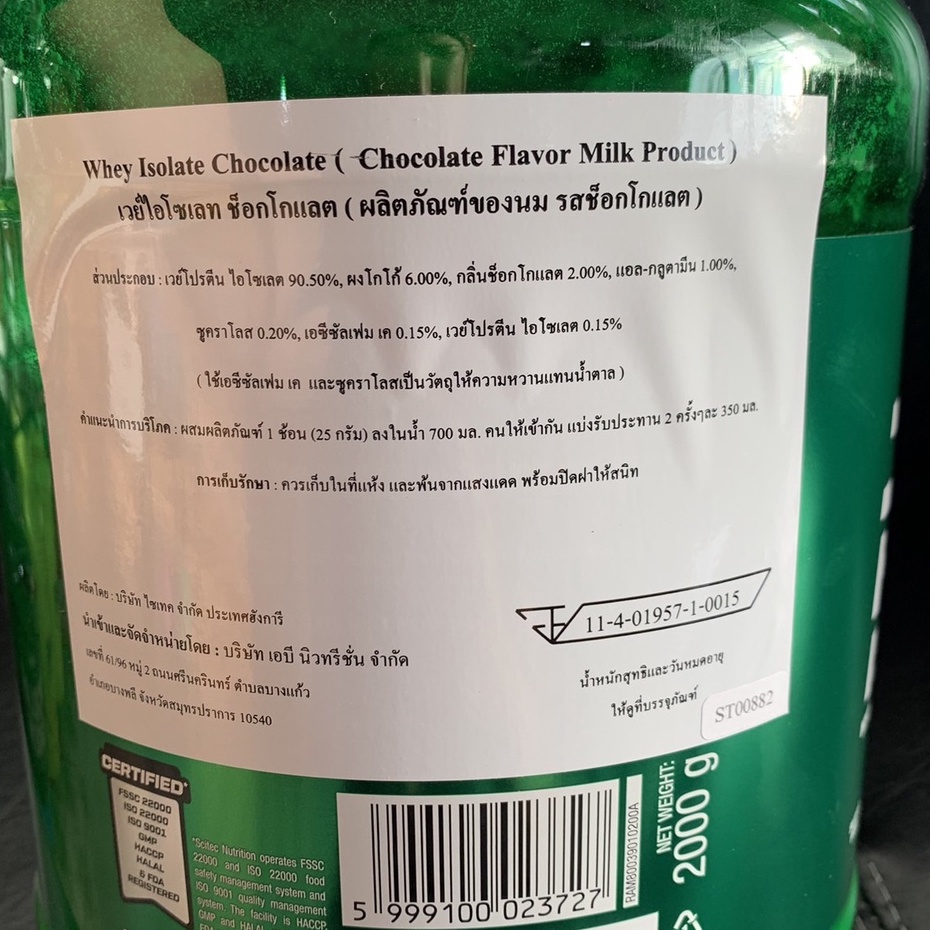 Whey Isolate Chocolate ( Chocolate Flavor Milk Product )
เวย์ไอโซเลท ช็อกโกแลต ( ผลิตภัณฑ์ของนม รสช็อกโกแลต )
ส่วนประกอบ : เวย์โปรตีน ไอโซเลต 90.50%, ผงโกโก้ 6.00%, กลิ่นช็อกโกแลต 2.00%, แอล-กลูตามีน 1.00%,
ซูคราโลส 0.20%, เอซีซัลเฟม เค 0.15%, เวย์โปรตีน ไอโซเลต 0.15%
( ใช้เอซีซัลเฟม เค และซูคราโลสเป็นวัตถุให้ความหวานแทนน้ำตาล )
คำแนะนำการบริโภค : ผสมผลิตภัณฑ์ 1 ช้อน (25 กรัม) ลงในน้ำ 700 มล. คนให้เข้ากัน แบ่งรับประทาน 2 ครั้งๆละ 350 มล.
การเก็บรักษา : ควรเก็บในที่แห้ง และพ้นจากแสงแดด พร้อมปิดฝาให้สนิท
ผลิตโดย : บริษัท ไซเทค จำกัด ประเทศฮังการี
นำเข้าและจัดจำหน่ายโดย : บริษัท เอบี นิวทรีชั่น จำกัด
เลขที่ 61/96 หมู่ 2 ถนนศรีนครินทร์ ตำบลบางแก้ว
อำเภอบางพลี จังหวัดสมุทรปราการ 10540
11-4-01957-1-0015
น้ำหนักสุทธิและวันหมดอายุ
ให้ดูที่บรรจุภัณฑ์
ST00882
CERTIFIED*
FSSC 22000
ISO 22000
ISO 9001
GMP
HACCP
HALAL
& FDA
REGISTERED
*Scitec Nutrition operates FSSC
22000 and ISO 22000 food
safety management system and
ISO 9001 quality management
system. The facility is HACCP,
GMP and HALAL
5 999100 023727
RAM80039010200A
NET WEIGHT:
2000 g